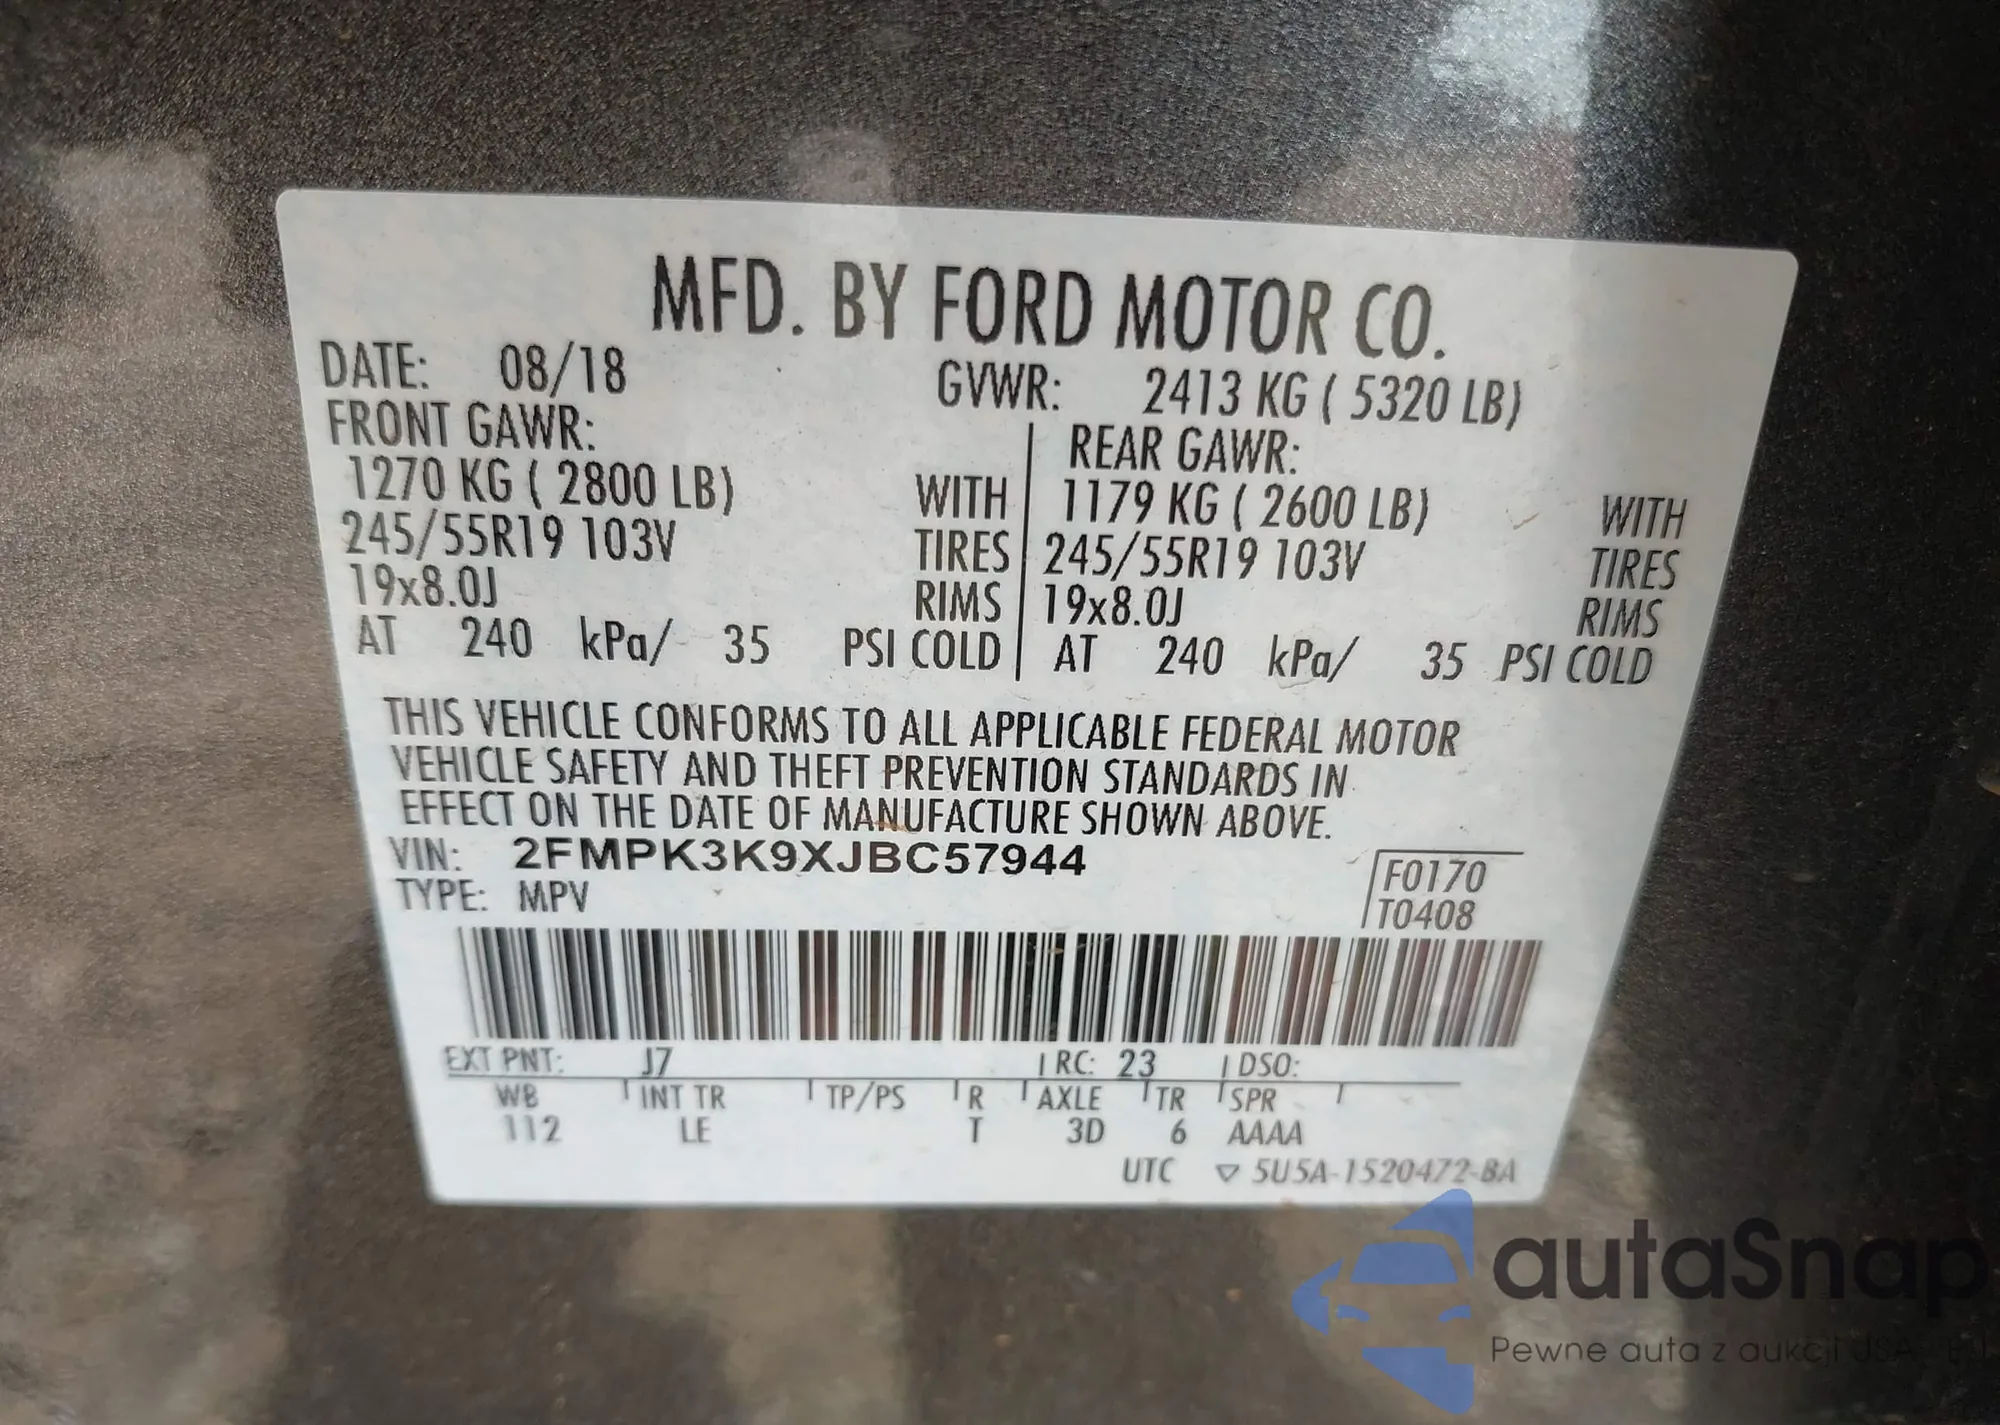 MFD. BY FORD MOTOR CO.
DATE: 08/18 GVWR: 2413 KG ( 5320 LB)
FRONT GAWR: REAR GAWR:
1270 KG ( 2800 LB) WITH 1179 KG ( 2600 LB) WITH
245/55R19 103V TIRES 245/55R19 103V TIRES
19x8.0J RIMS 19x8.0J RIMS
AT 240 kPa/ 35 PSI COLD AT 240 kPa/ 35 PSI COLD
THIS VEHICLE CONFORMS TO ALL APPLICABLE FEDERAL MOTOR
VEHICLE SAFETY AND THEFT PREVENTION STANDARDS IN
EFFECT ON THE DATE OF MANUFACTURE SHOWN ABOVE.
VIN: 2FMPK3K9XJBC57944
TYPE: MPV
F0170
T0408
EXT PNT: J7 RC: 23 DSO:
WB INT TR TP/PS R AXLE TR SPR
112 LE T 3D 6 AAAA
UTC ▽ 5U5A-1520472-BA
autaSnap
Pewne auta z aukcji USA